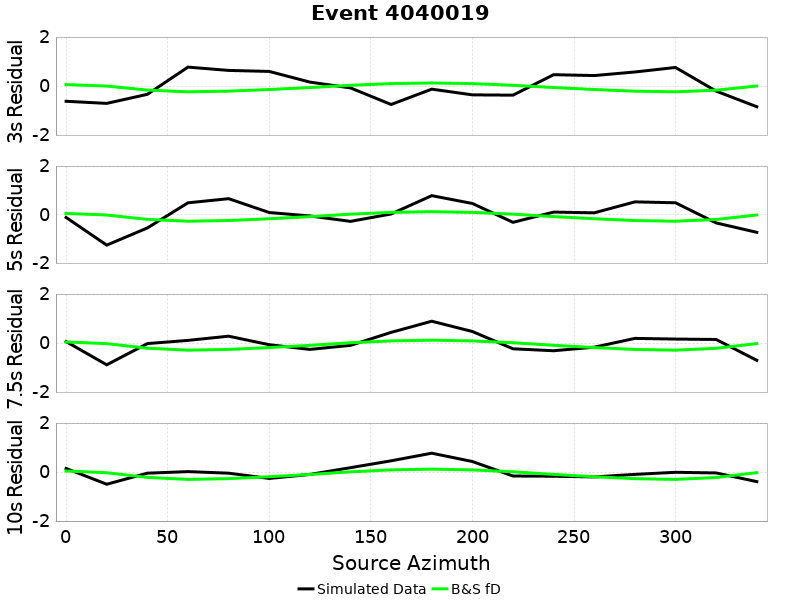 Event 4040019
3s Residual
2
0
-2
5s Residual
2
0
-2
7.5s Residual
2
0
-2
10s Residual
2
0
-2
0 50 100 150 200 250 300
Source Azimuth
Simulated Data B&S fD